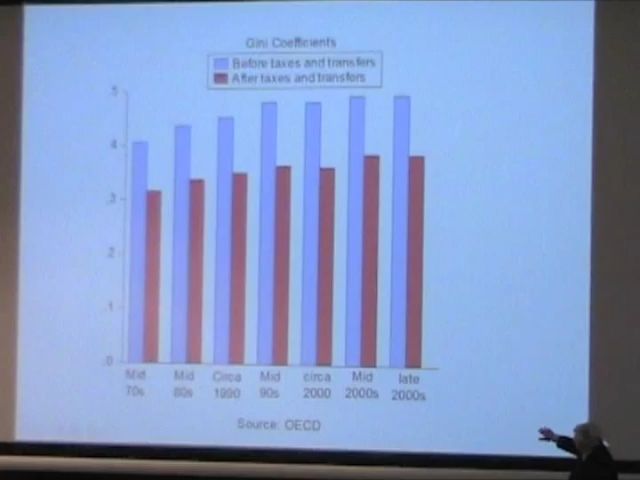 Gini Coefficients
Before taxes and transfers
After taxes and transfers
.5
.4
.3
.2
.1
.0
Mid 70s
Mid 80s
Circa 1990
Mid 90s
circa 2000
Mid 2000s
late 2000s
Source: OECD